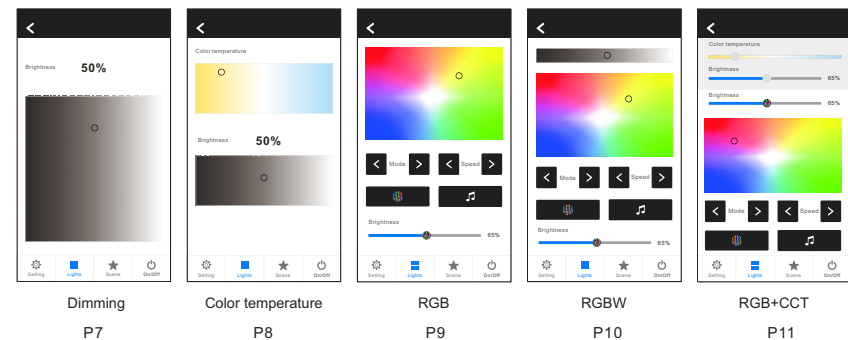 Brightness 50%
Setting Lights Scene On/Off
Dimming
P7
Color temperature
Brightness 50%
Setting Lights Scene On/Off
Color temperature
P8
Mode Speed
Brightness
65%
Setting Lights Scene On/Off
RGB
P9
Mode Speed
Brightness
65%
Setting Lights Scene On/Off
RGBW
P10
Color temperature
Brightness
65%
Brightness
65%
Mode Speed
Setting Lights Scene On/Off
RGB+CCT
P11